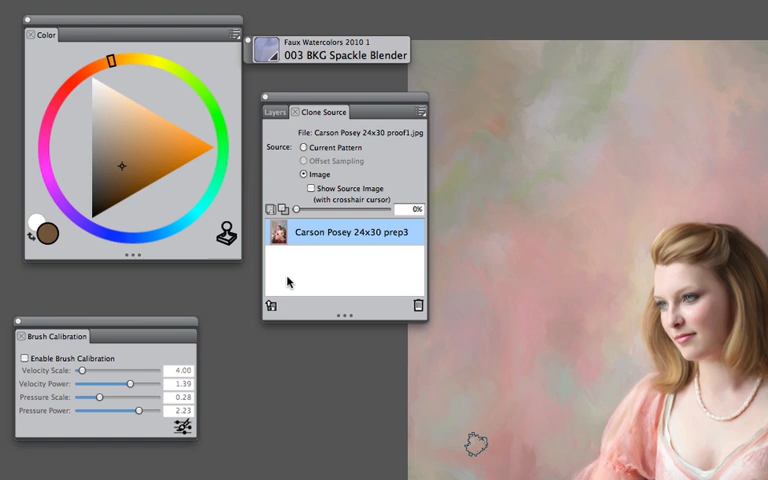 Color
Faux Watercolors 2010 1
003 BKG Spackle Blender
Layers
Clone Source
File: Carson Posey 24x30 proof1.jpg
Source:
Current Pattern
Offset Sampling
Image
Show Source Image
(with crosshair cursor)
0%
Carson Posey 24x30 prep3
Brush Calibration
Enable Brush Calibration
Velocity Scale: 4.00
Velocity Power: 1.39
Pressure Scale: 0.28
Pressure Power: 2.23